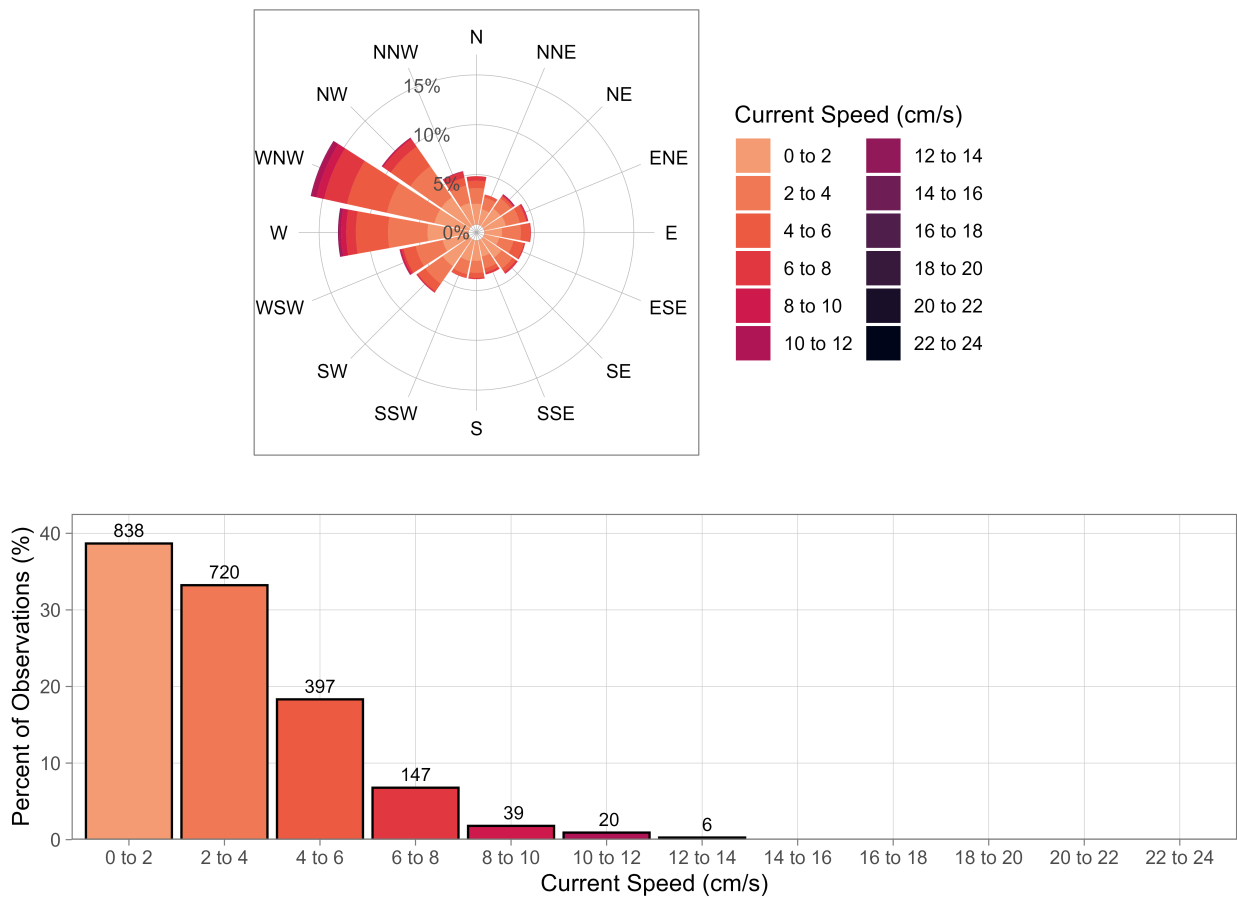 N
NNW NNE
15%
NW NE
10%
WNW ENE
5%
W 0% E
WSW ESE
SW SE
SSW SSE
S
Current Speed (cm/s)
0 to 2 12 to 14
2 to 4 14 to 16
4 to 6 16 to 18
6 to 8 18 to 20
8 to 10 20 to 22
10 to 12 22 to 24
Percent of Observations (%)
40
30
20
10
0
838
720
397
147
39
20
6
0 to 2 2 to 4 4 to 6 6 to 8 8 to 10 10 to 12 12 to 14 14 to 16 16 to 18 18 to 20 20 to 22 22 to 24
Current Speed (cm/s)